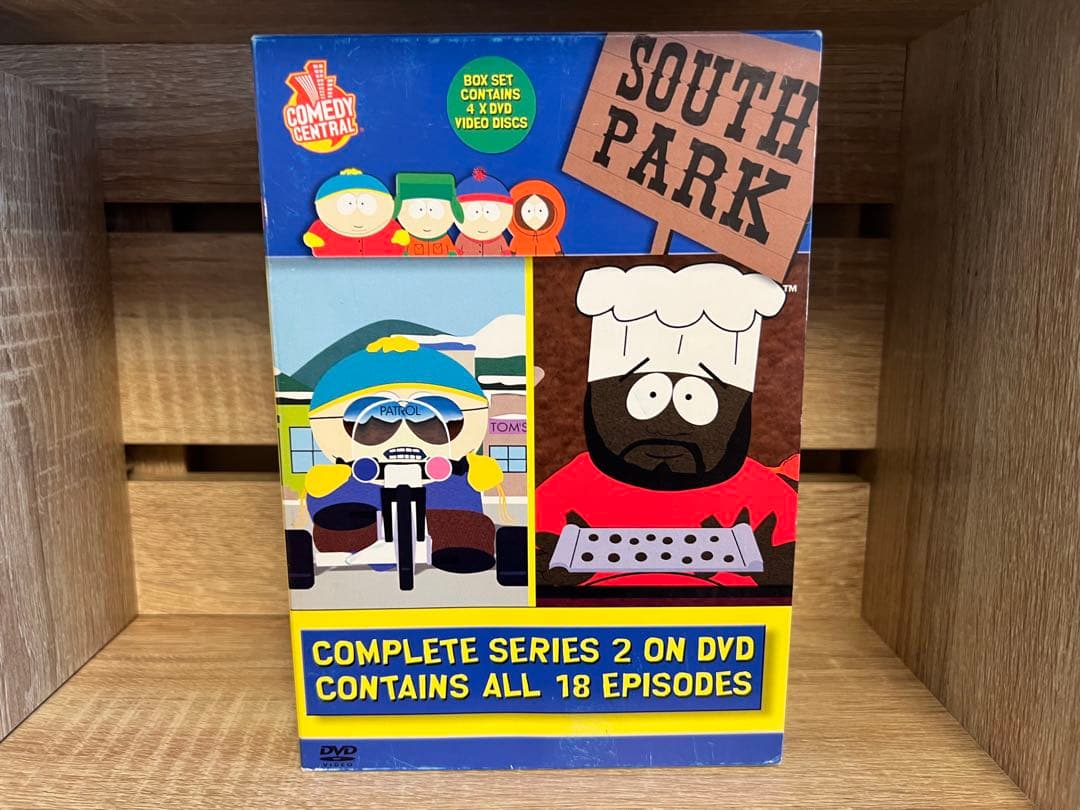 COMEDY
CENTRAL
BOX SET
CONTAINS
4 X DVD
VIDEO DISCS
SOUTH
PARK
TM
PATROL
TOM'S
COMPLETE SERIES 2 ON DVD
CONTAINS ALL 18 EPISODES
DVD
VIDEO